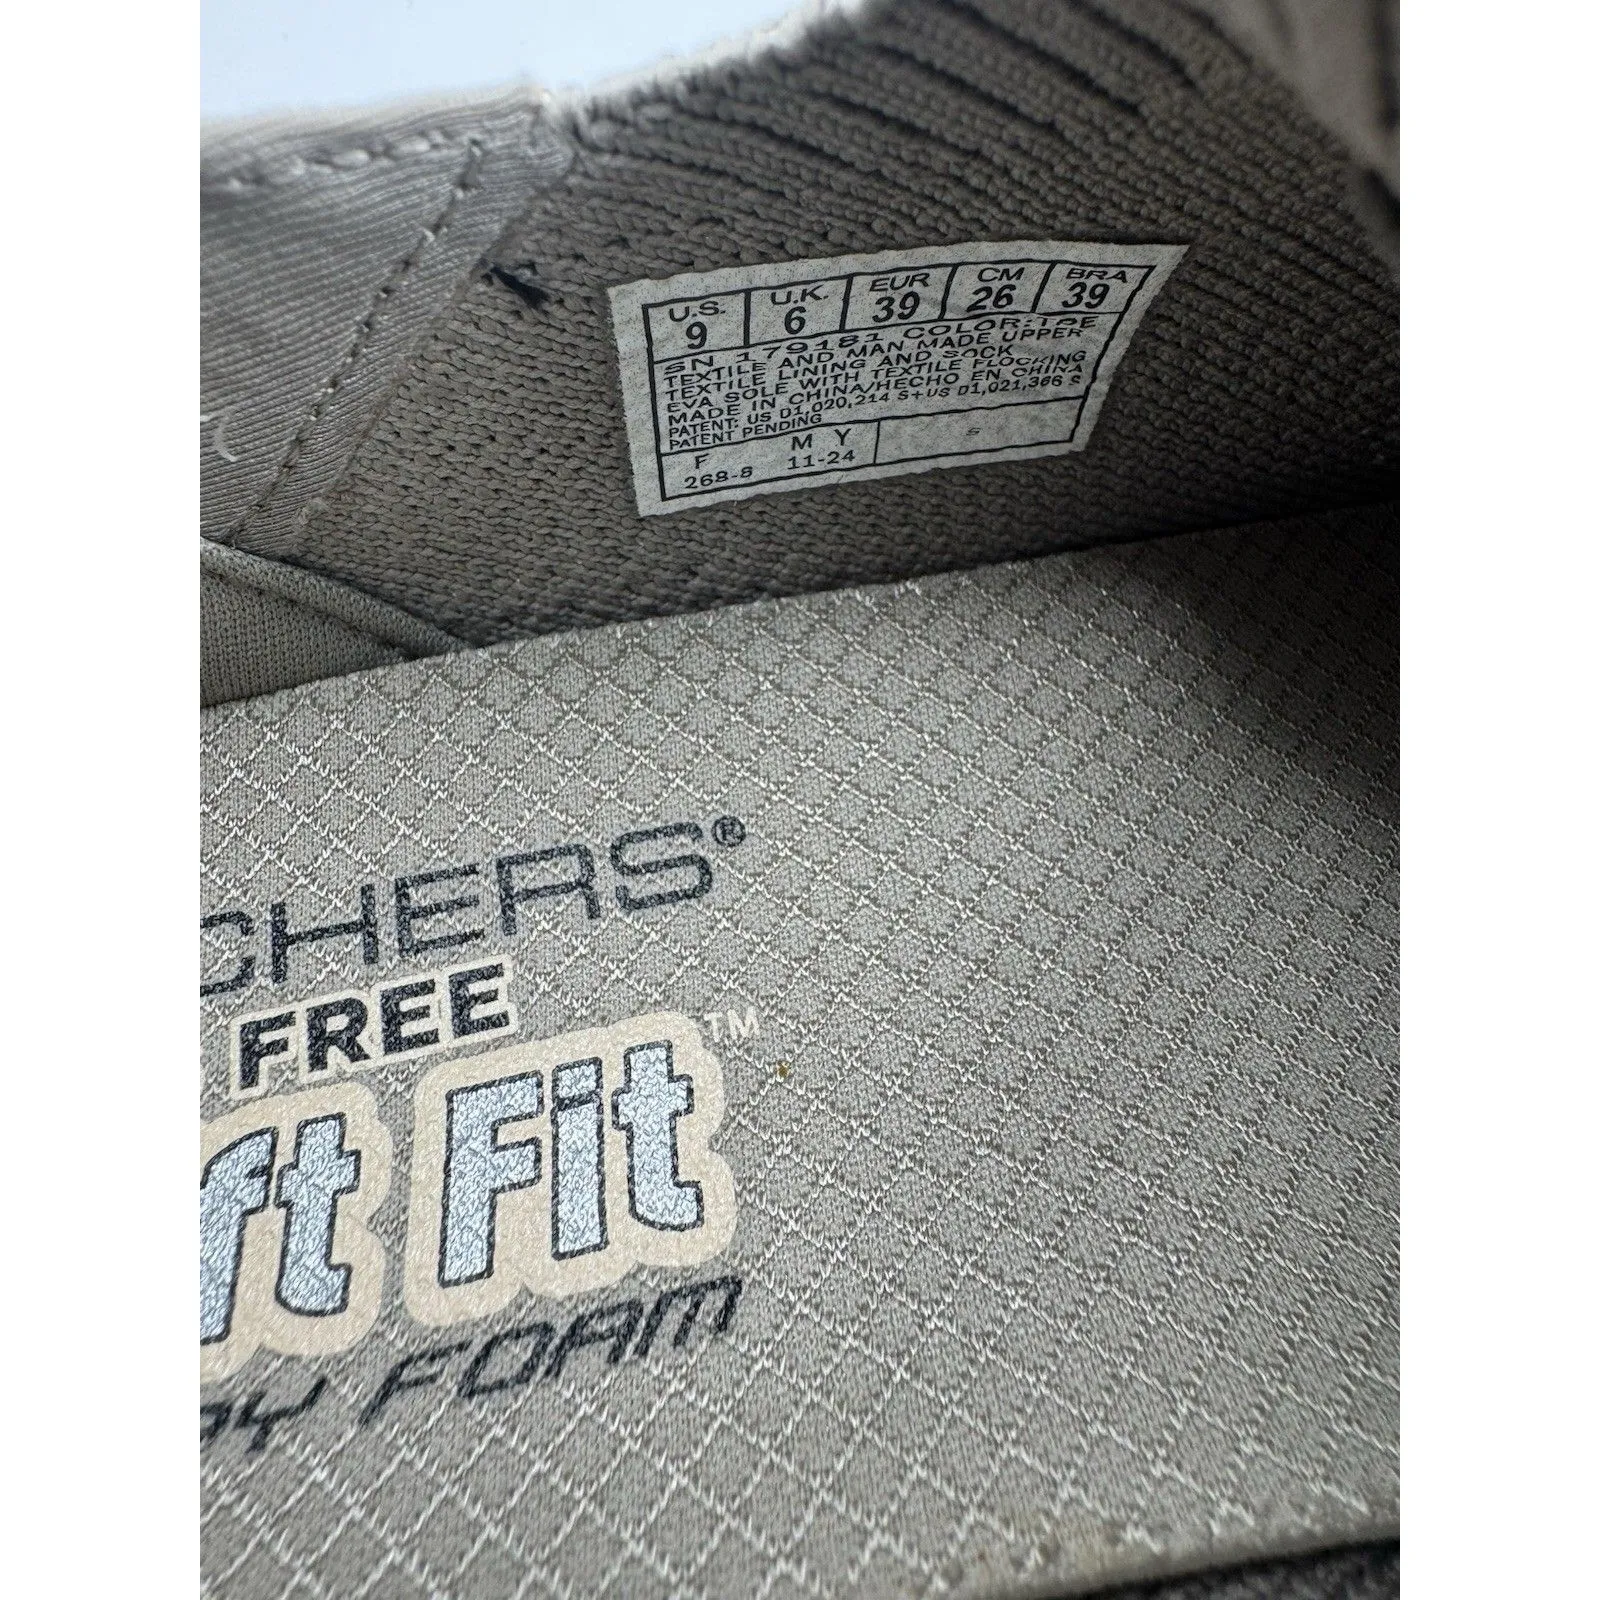 U.S. U.K. EUR CM BRA
9 6 39 26 39
SN 179181 COLOR: TPE
TEXTILE AND MAN MADE UPPER
TEXTILE LINING AND SOCK
EVA SOLE WITH TEXTILE FLOCKING
MADE IN CHINA/HECHO EN CHINA
PATENT: US D1,020,214 S+US D1,021,366 S
PATENT PENDING
F M Y S
268-8 11-24
CHERS®
FREE
ft Fit™
RY FOAM